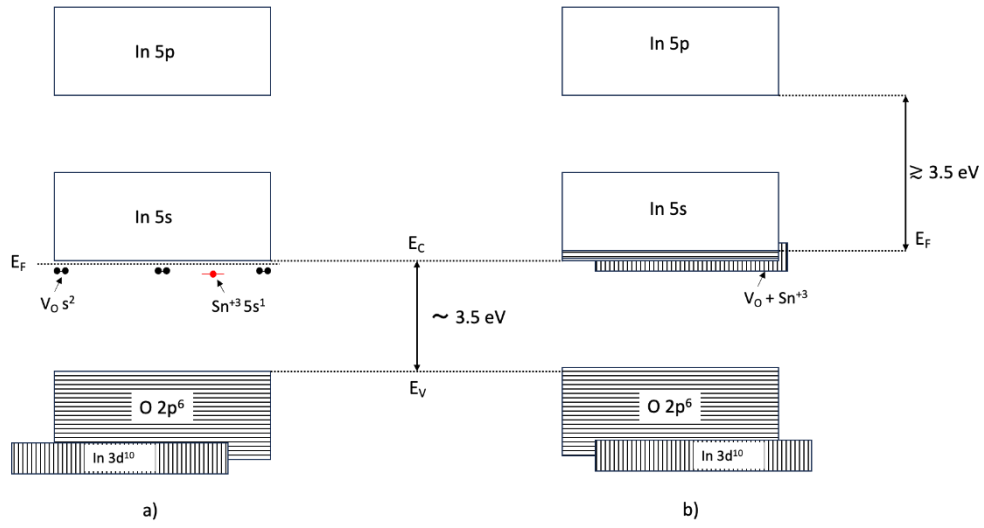 In 5p
In 5p
≳ 3.5 eV
In 5s
In 5s
E_C
E_F
E_F
V_O s²
Sn⁺³ 5s¹
V_O + Sn⁺³
~ 3.5 eV
E_V
O 2p⁶
O 2p⁶
In 3d¹⁰
In 3d¹⁰
a)
b)